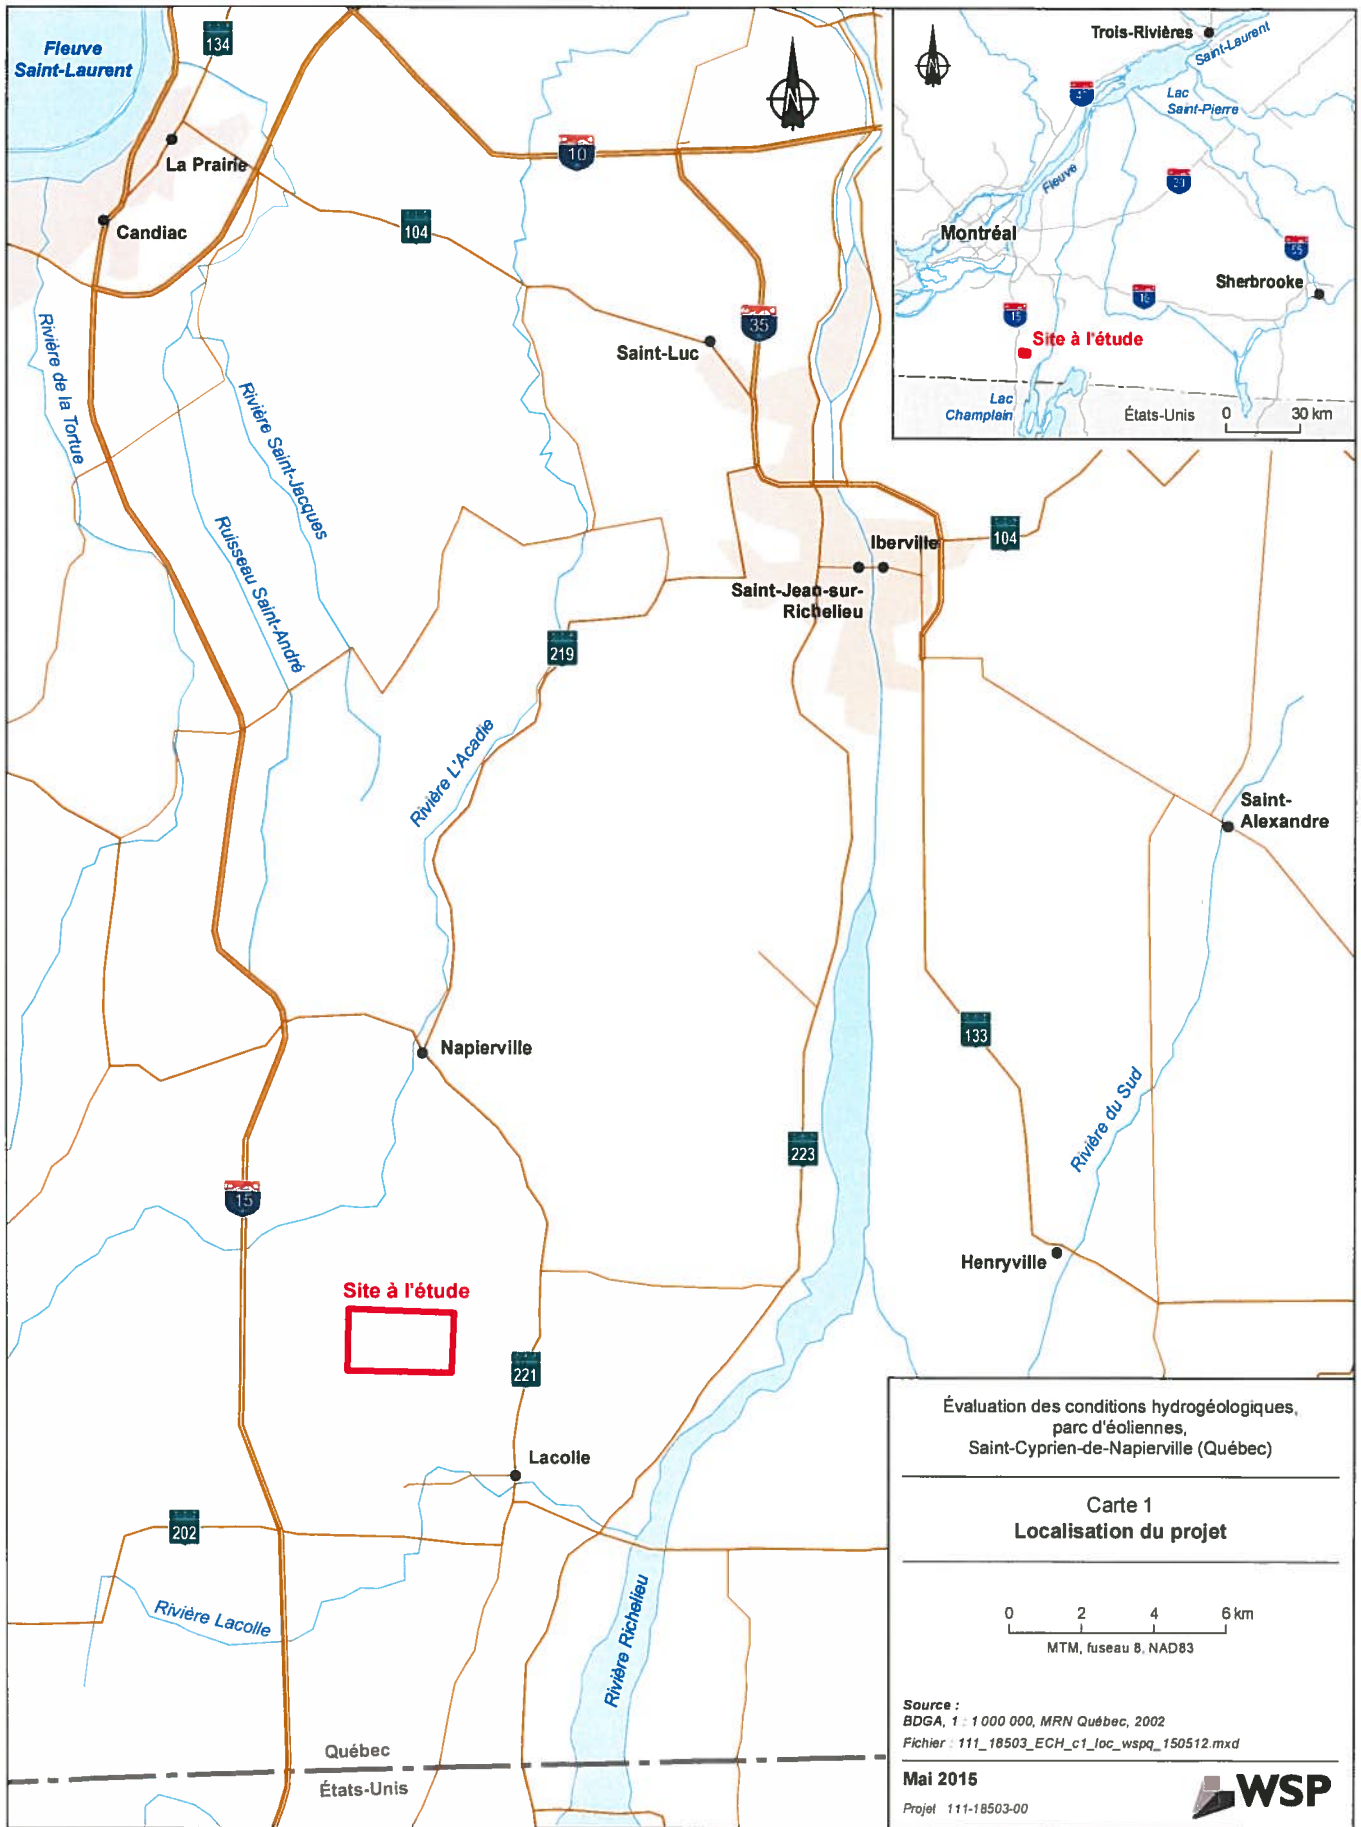 Fleuve
Saint-Laurent
134
La Prairie
Candiac
104
10
35
Saint-Luc
Rivière de la Tortue
Rivière Saint-Jacques
Ruisseau Saint-André
219
Rivière L'Acadie
Iberville
Saint-Jean-sur-
Richelieu
104
Saint-
Alexandre
Napierville
133
Rivière du Sud
223
15
Henryville
Site à l'étude
221
Lacolle
202
Rivière Lacolle
Rivière Richelieu
Québec
États-Unis
N
N
Trois-Rivières
Saint-Laurent
Lac
Saint-Pierre
Fleuve
Montréal
55
Sherbrooke
15
Site à l'étude
Lac
Champlain
États-Unis
0 30 km
Évaluation des conditions hydrogéologiques,
parc d'éoliennes,
Saint-Cyprien-de-Napierville (Québec)
Carte 1
Localisation du projet
0 2 4 6 km
MTM, fuseau 8, NAD83
Source :
BDGA, 1 : 1 000 000, MRN Québec, 2002
Fichier : 111_18503_ECH_c1_loc_wspq_150512.mxd
Mai 2015
Projet 111-18503-00
WSP